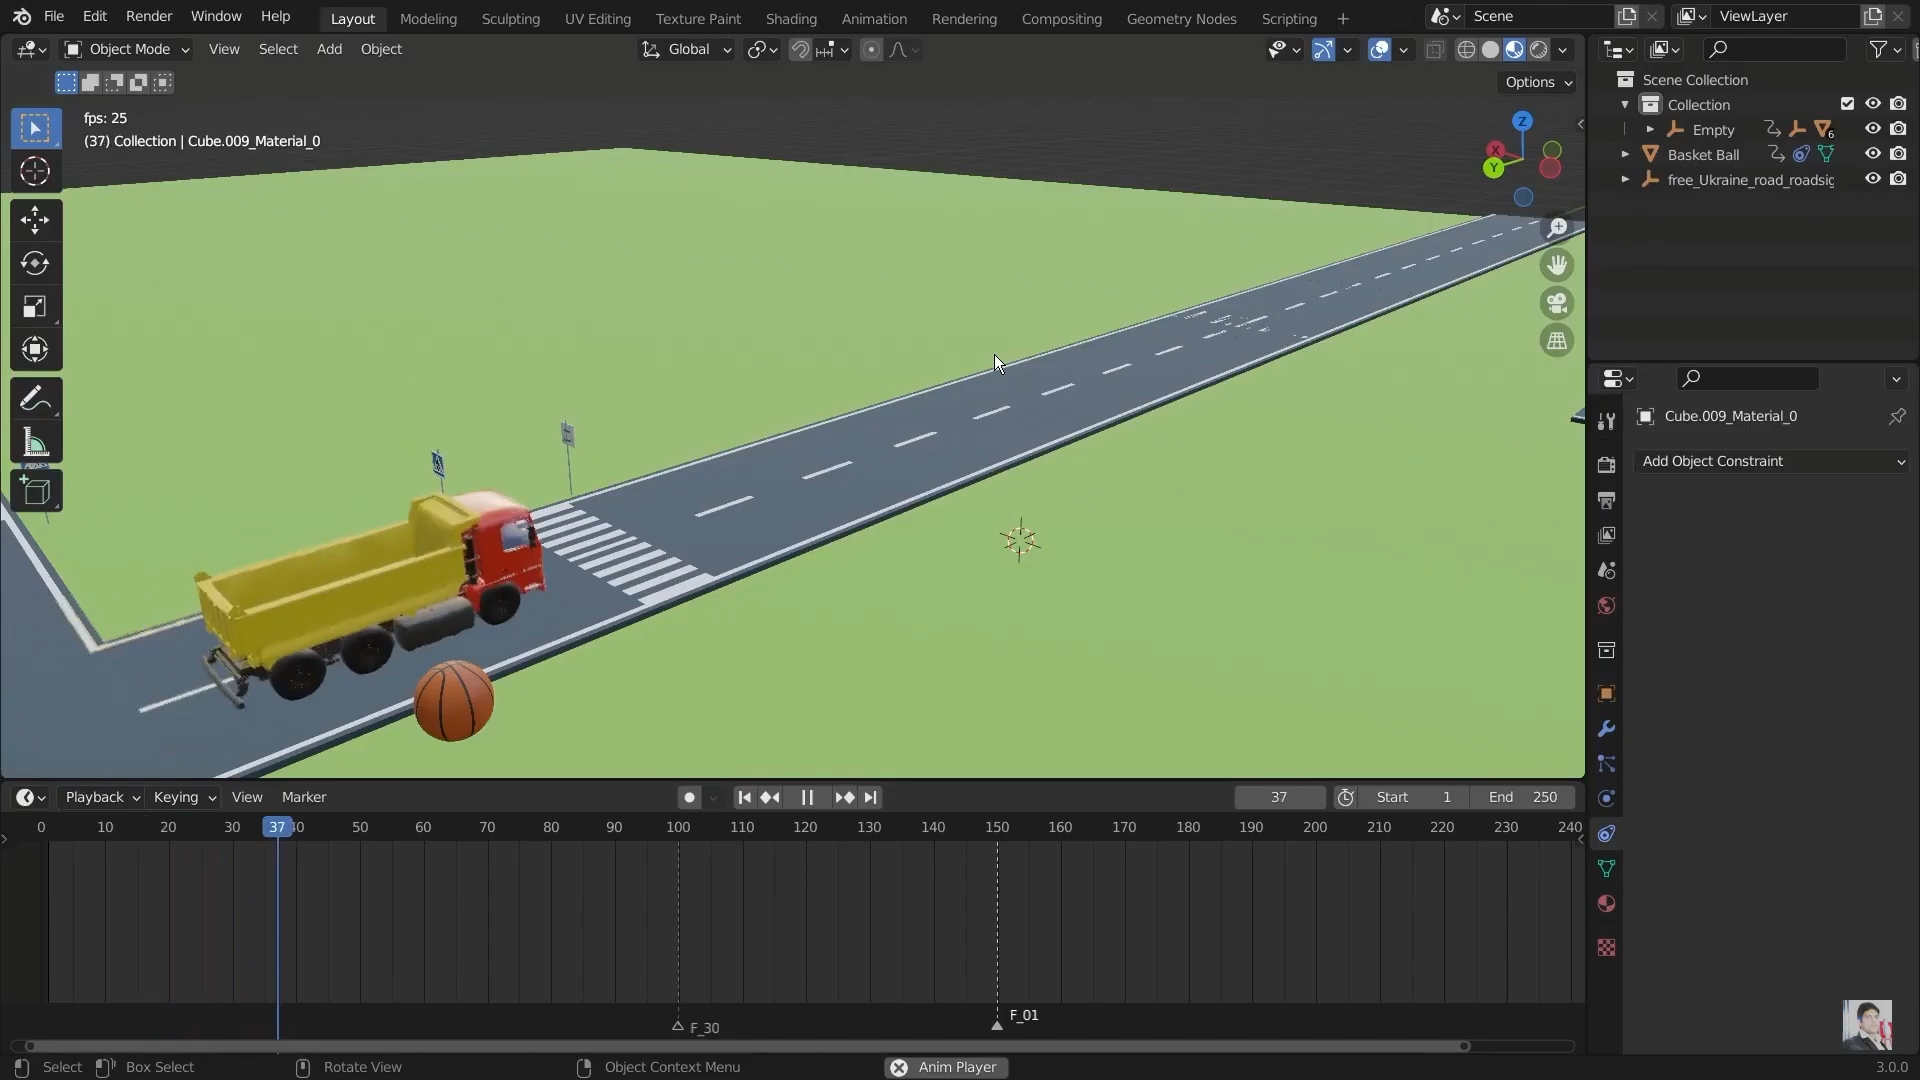 File Edit Render Window Help
Layout Modeling Sculpting UV Editing Texture Paint Shading Animation Rendering Compositing Geometry Nodes Scripting +
Scene
ViewLayer
Object Mode View Select Add Object
Global
Options
fps: 25
(37) Collection | Cube.009_Material_0
Z
X
Y
Scene Collection
Collection
Empty
6
Basket Ball
free_Ukraine_road_roadsig
Cube.009_Material_0
Add Object Constraint
Playback Keying View Marker
37
Start 1
End 250
0 10 20 30 37 40 50 60 70 80 90 100 110 120 130 140 150 160 170 180 190 200 210 220 230 240
F_01
F_30
Select Box Select Rotate View Object Context Menu Anim Player
3.0.0